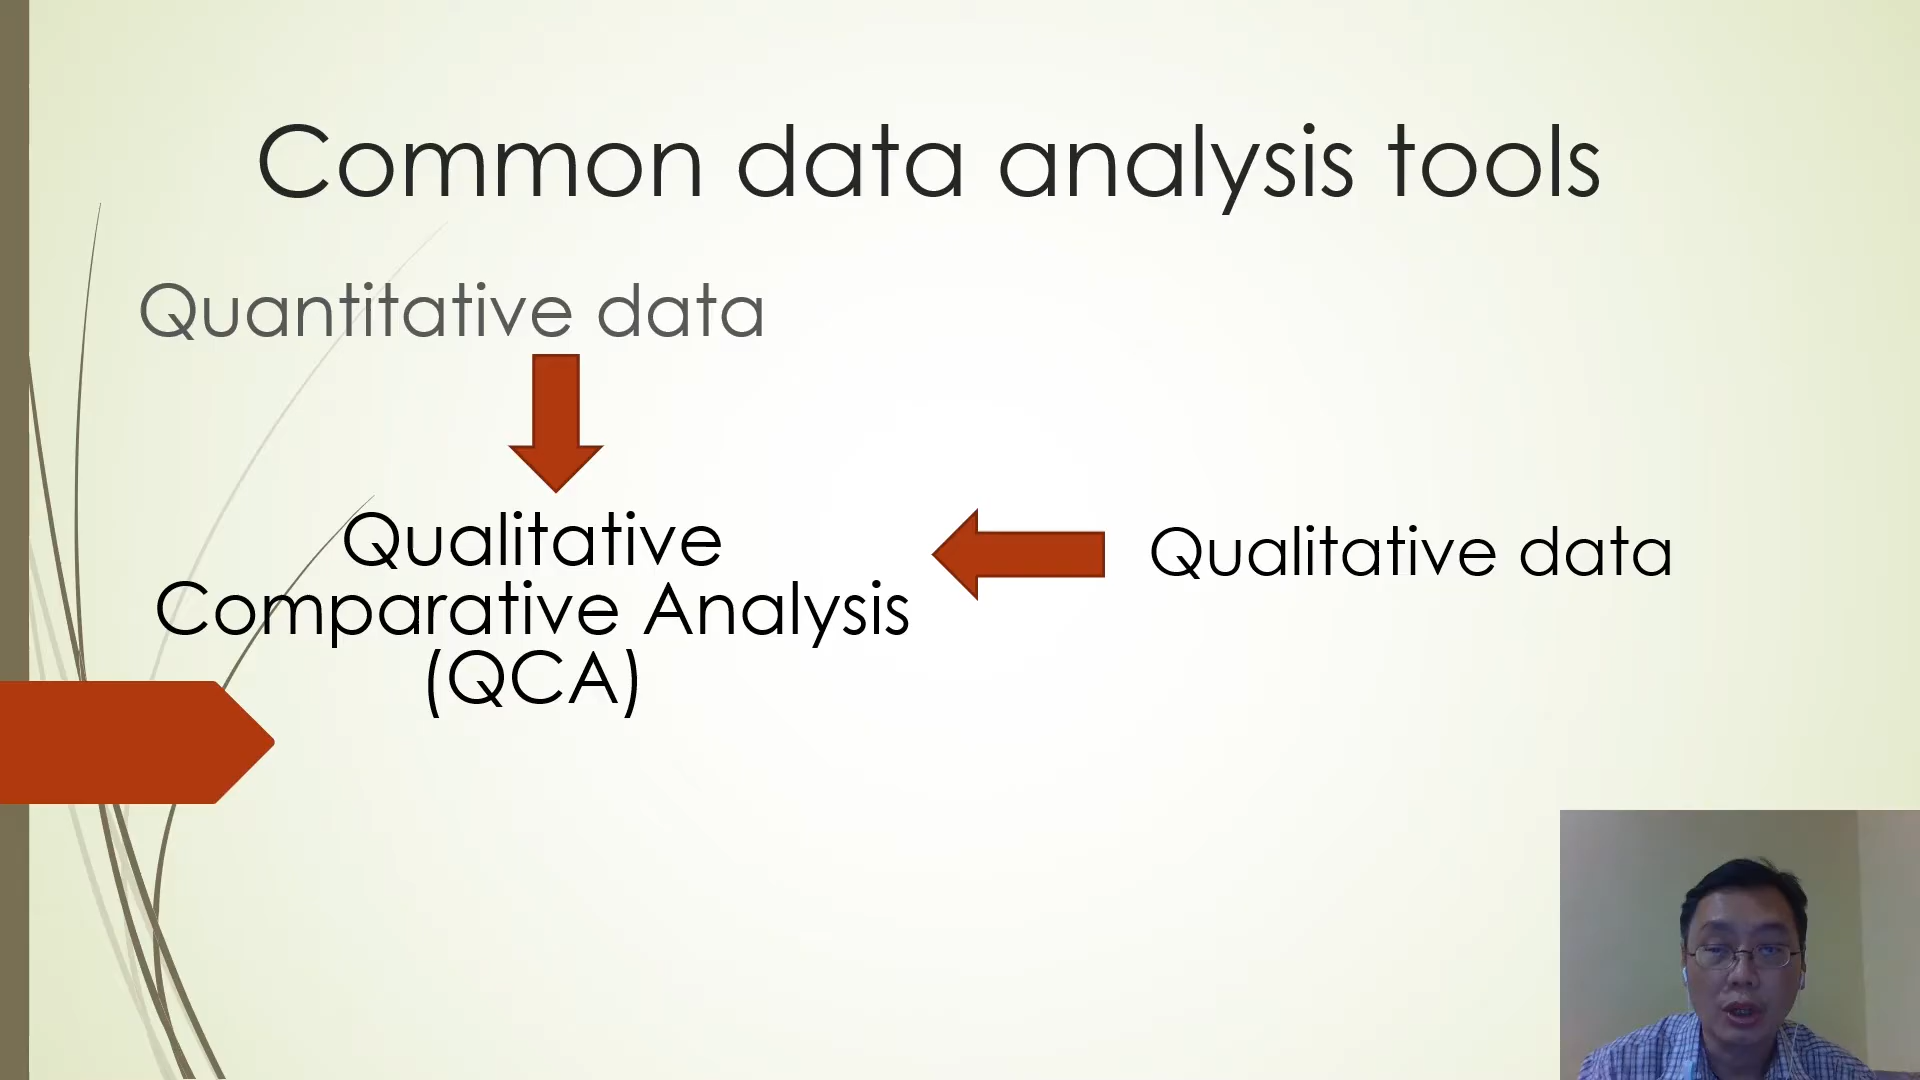 Common data analysis tools
Quantitative data
Qualitative
Comparative Analysis
(QCA)
Qualitative data